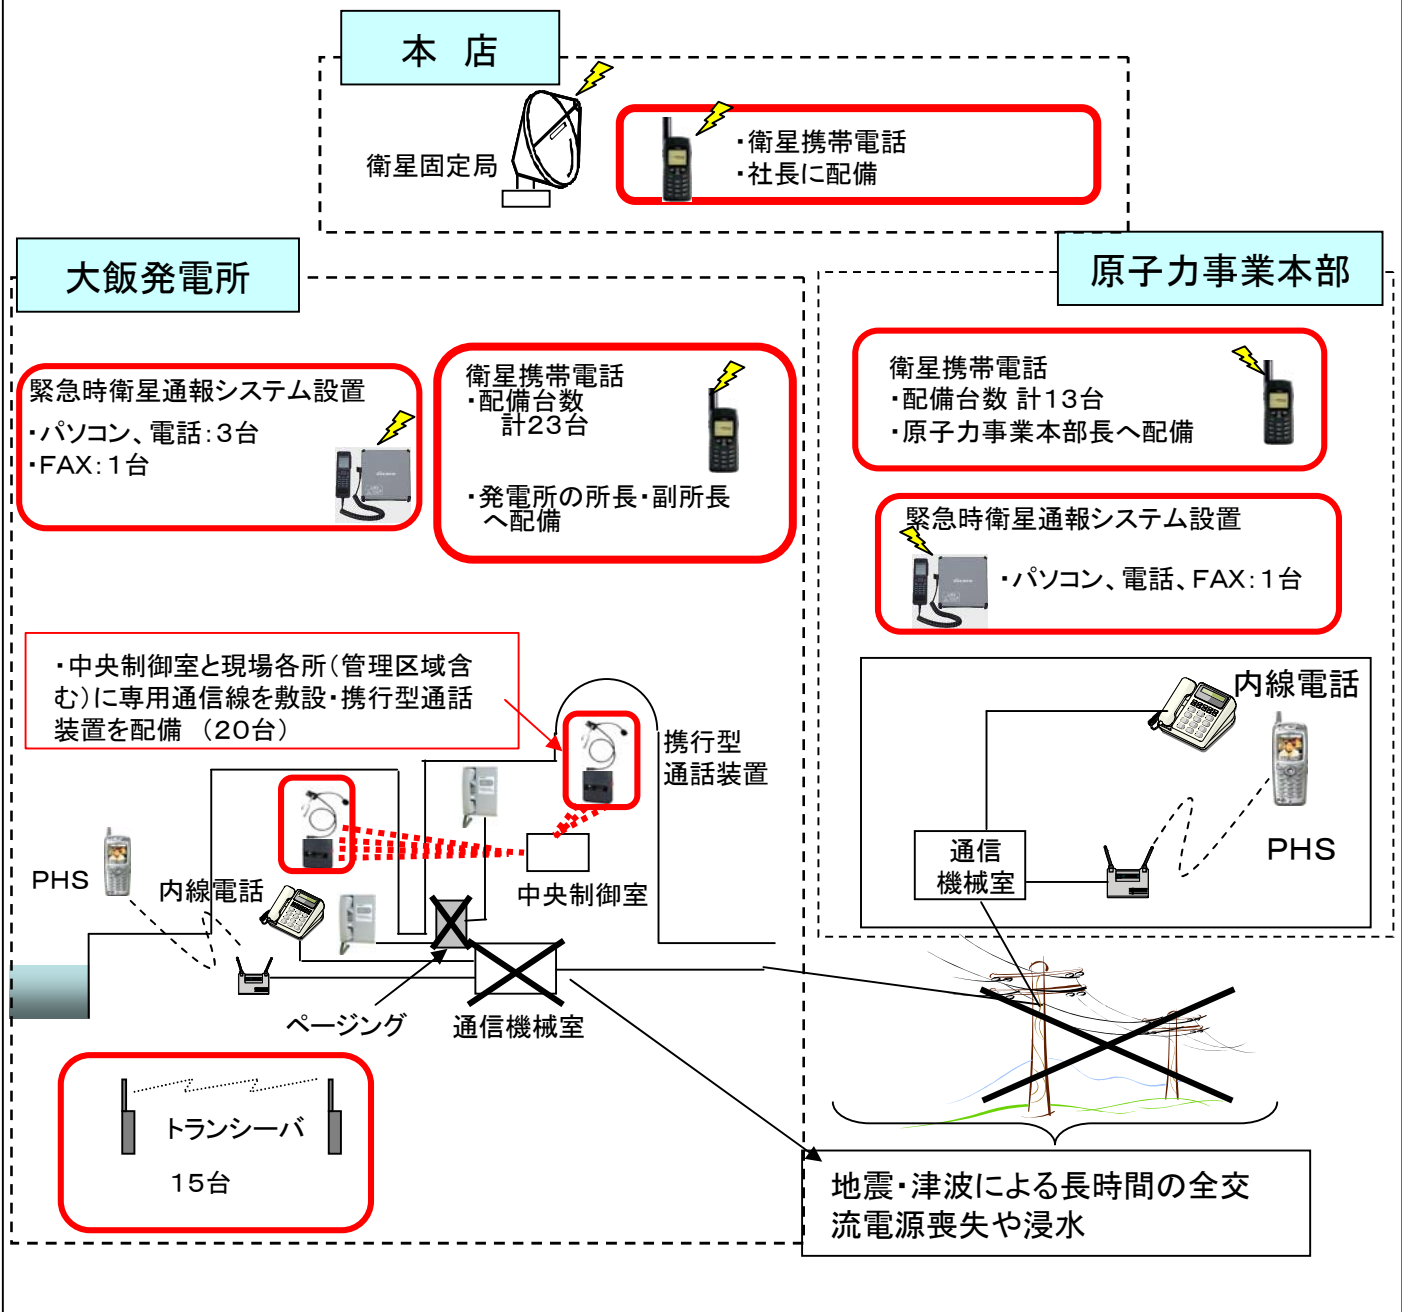 本 店
衛星固定局
・衛星携帯電話
・社長に配備
大飯発電所
原子力事業本部
緊急時衛星通報システム設置
・パソコン、電話：3台
・FAX：1台
衛星携帯電話
・配備台数
計23台
・発電所の所長・副所長
へ配備
衛星携帯電話
・配備台数 計13台
・原子力事業本部長へ配備
緊急時衛星通報システム設置
・パソコン、電話、FAX：1台
・中央制御室と現場各所（管理区域含
む）に専用通信線を敷設・携行型通話
装置を配備 （20台）
携行型
通話装置
内線電話
PHS
通信
機械室
PHS
内線電話
中央制御室
ページング
通信機械室
トランシーバ
15台
地震・津波による長時間の全交
流電源喪失や浸水